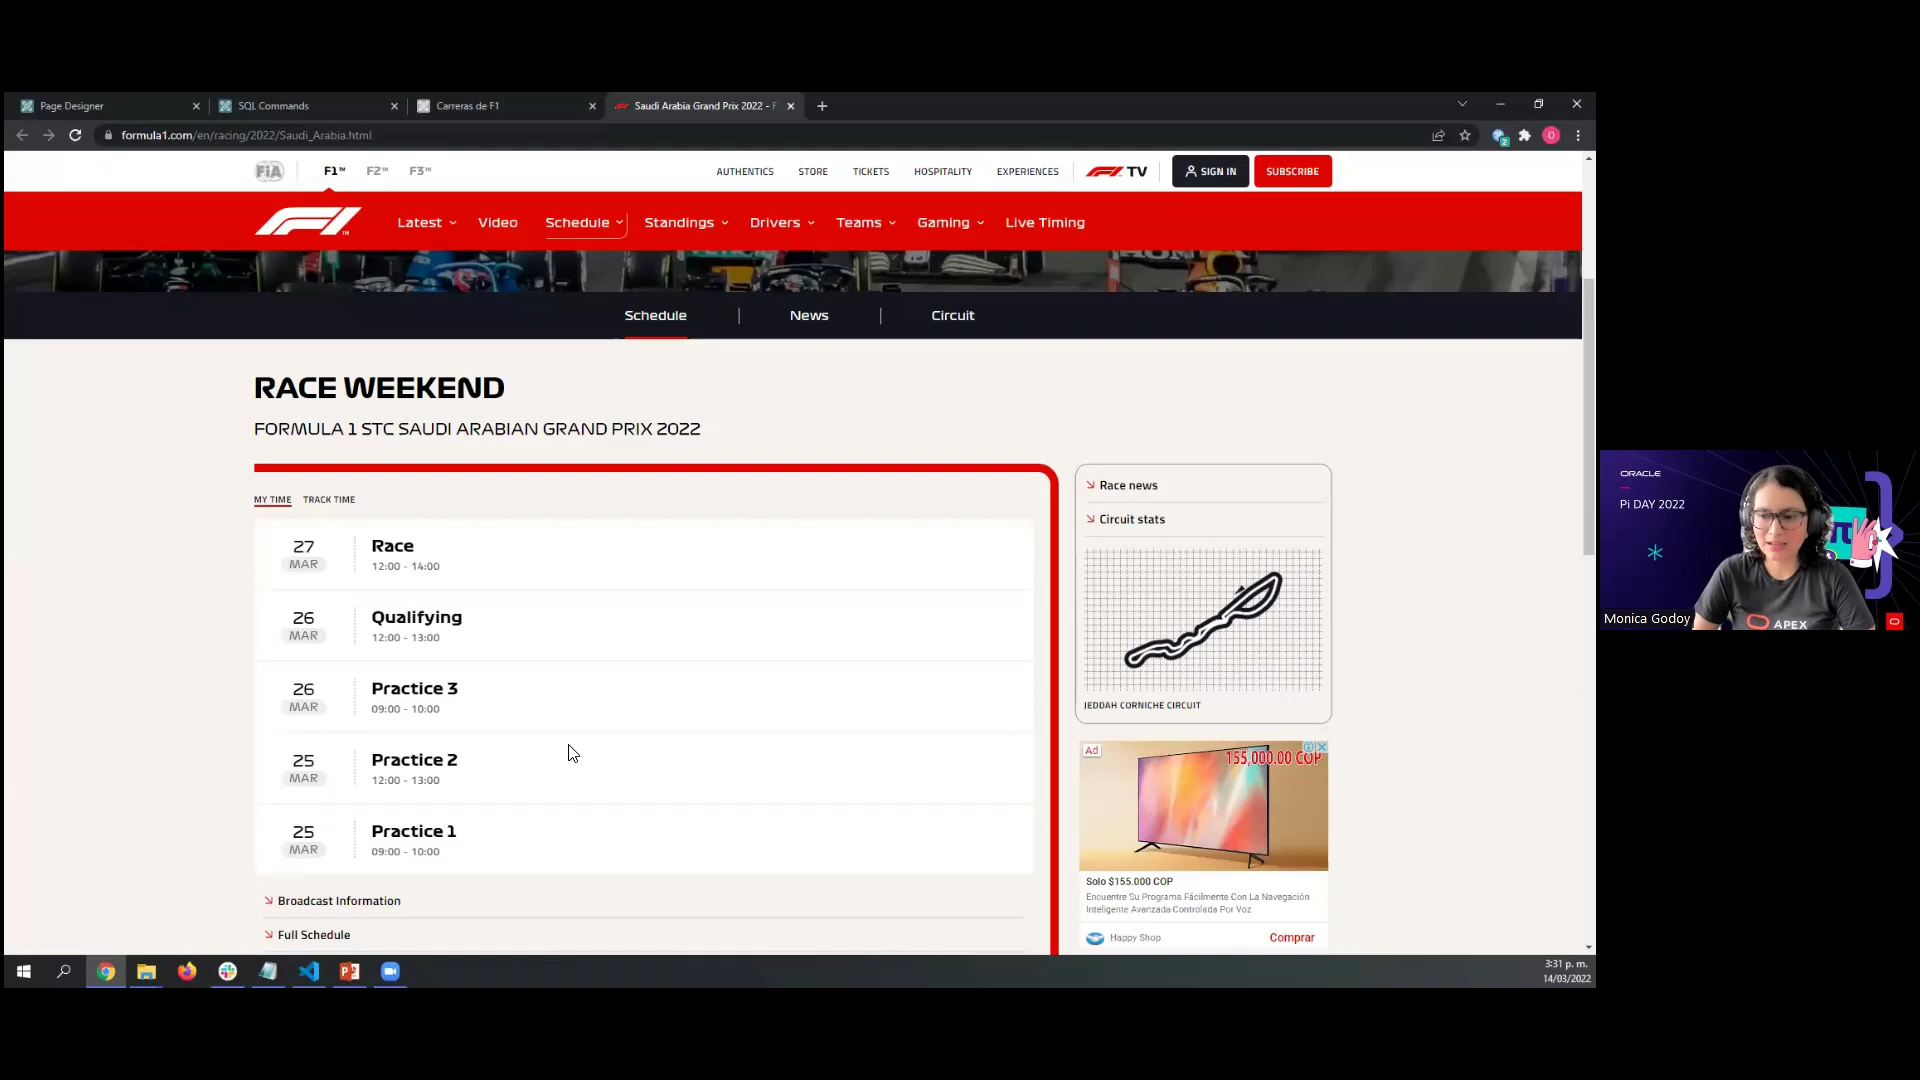 Page Designer
SQL Commands
Carreras de F1
Saudi Arabia Grand Prix 2022 - F
formula1.com/en/racing/2022/Saudi_Arabia.html
2
O
FiA
F1™
F2™
F3™
AUTHENTICS
STORE
TICKETS
HOSPITALITY
EXPERIENCES
TV
SIGN IN
SUBSCRIBE
Latest
Video
Schedule
Standings
Drivers
Teams
Gaming
Live Timing
Schedule
News
Circuit
RACE WEEKEND
FORMULA 1 STC SAUDI ARABIAN GRAND PRIX 2022
MY TIME
TRACK TIME
27
MAR
Race
12:00 - 14:00
26
MAR
Qualifying
12:00 - 13:00
26
MAR
Practice 3
09:00 - 10:00
25
MAR
Practice 2
12:00 - 13:00
25
MAR
Practice 1
09:00 - 10:00
Broadcast Information
Full Schedule
Race news
Circuit stats
JEDDAH CORNICHE CIRCUIT
Ad
155,000.00 COP
Solo $155.000 COP
Encuentre Su Programa Fácilmente Con La Navegación
Inteligente Avanzada Controlada Por Voz
Happy Shop
Comprar
3:31 p. m.
14/03/2022
ORACLE
Pi DAY 2022
APEX
Monica Godoy